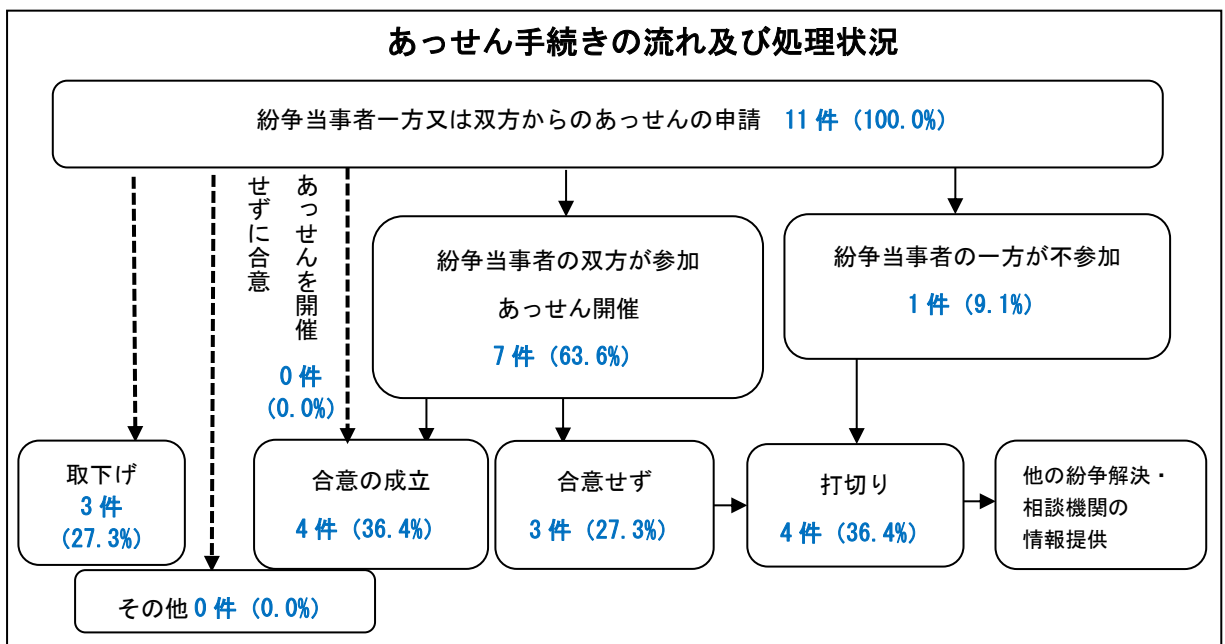 あっせん手続きの流れ及び処理状況
紛争当事者一方又は双方からのあっせんの申請 11 件 (100.0%)
あっせんを開催
せずに合意
0 件
(0.0%)
紛争当事者の双方が参加
あっせん開催
7 件 (63.6%)
紛争当事者の一方が不参加
1 件 (9.1%)
取下げ
3 件
(27.3%)
合意の成立
4 件 (36.4%)
合意せず
3 件 (27.3%)
打切り
4 件 (36.4%)
他の紛争解決・
相談機関の
情報提供
その他 0 件 (0.0%)